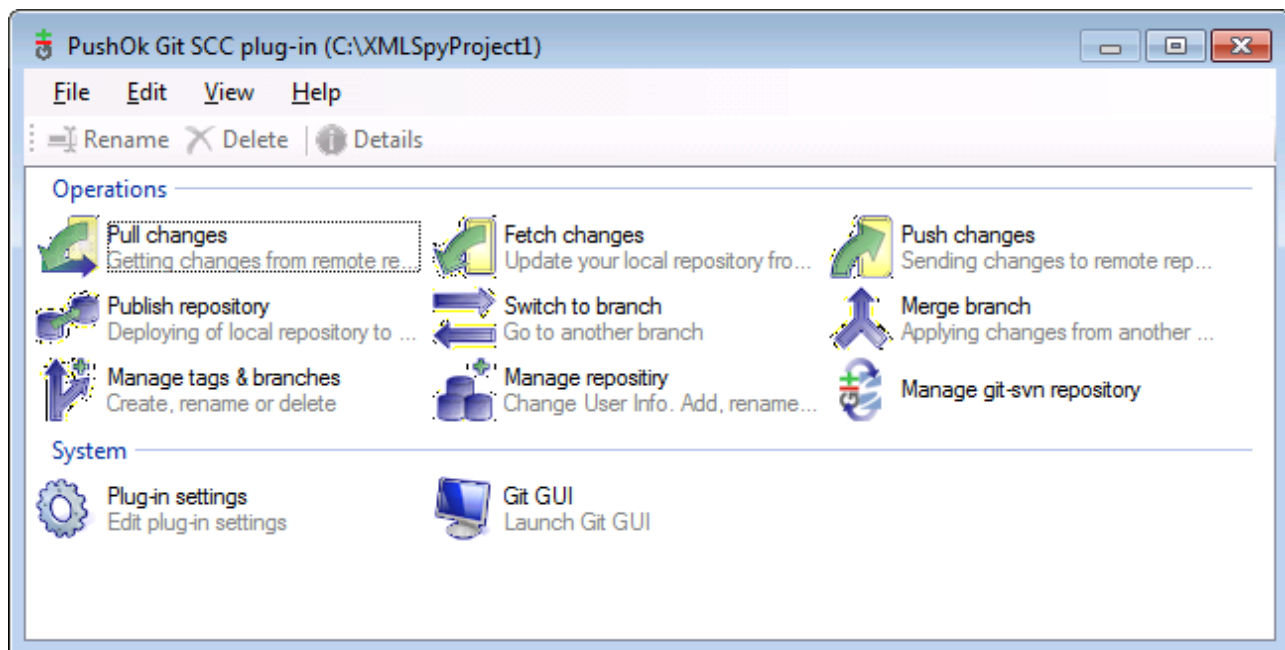 PushOk Git SCC plug-in (C:\XMLSpyProject1)
File Edit View Help
Rename Delete Details
Operations
Pull changes
Getting changes from remote re...
Fetch changes
Update your local repository fro...
Push changes
Sending changes to remote rep...
Publish repository
Deploying of local repository to ...
Switch to branch
Go to another branch
Merge branch
Applying changes from another ...
Manage tags & branches
Create, rename or delete
Manage repositiry
Change User Info. Add, rename...
Manage git-svn repository
System
Plug-in settings
Edit plug-in settings
Git GUI
Launch Git GUI